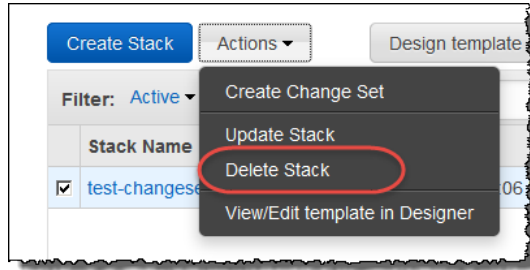 Create Stack Actions Design template
Filter: Active Create Change Set
Update Stack
Stack Name
Delete Stack
test-changese :06
View/Edit template in Designer